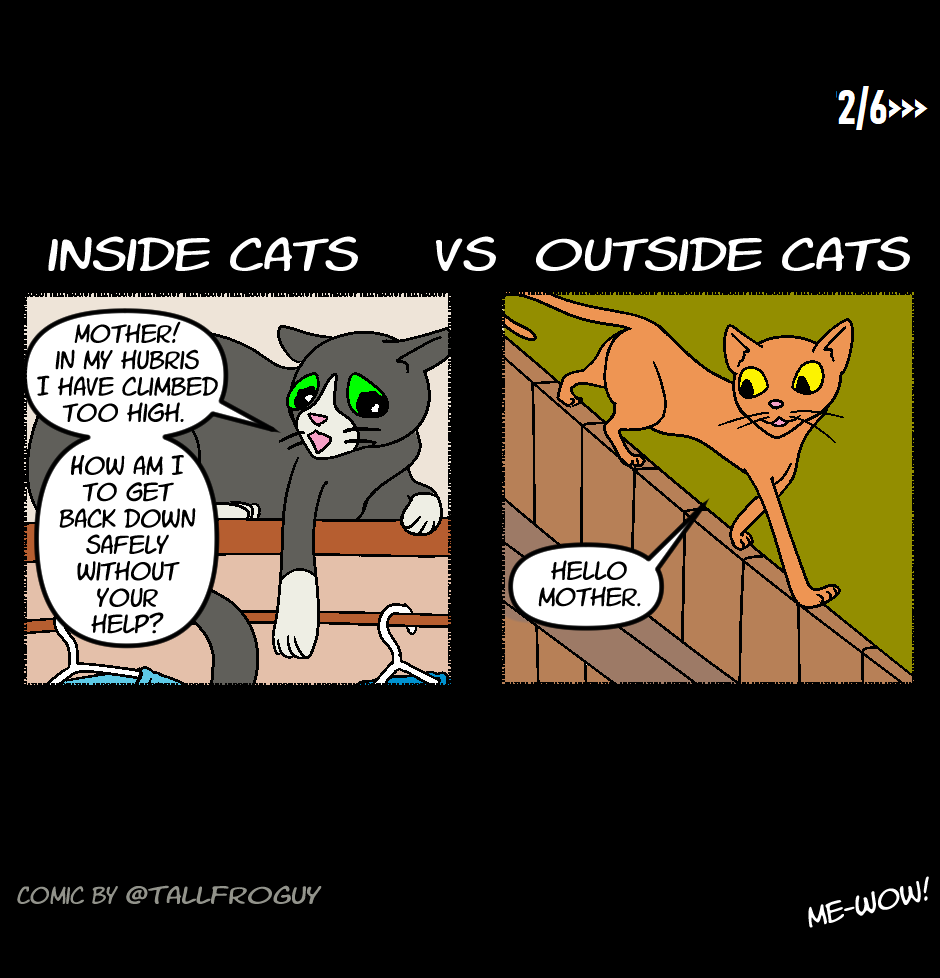 2/6>>>
INSIDE CATS VS OUTSIDE CATS
MOTHER!
IN MY HUBRIS
I HAVE CLIMBED
TOO HIGH.
HOW AM I
TO GET
BACK DOWN
SAFELY
WITHOUT
YOUR
HELP?
HELLO
MOTHER.
COMIC BY @TALLFROGUY
ME-WOW!